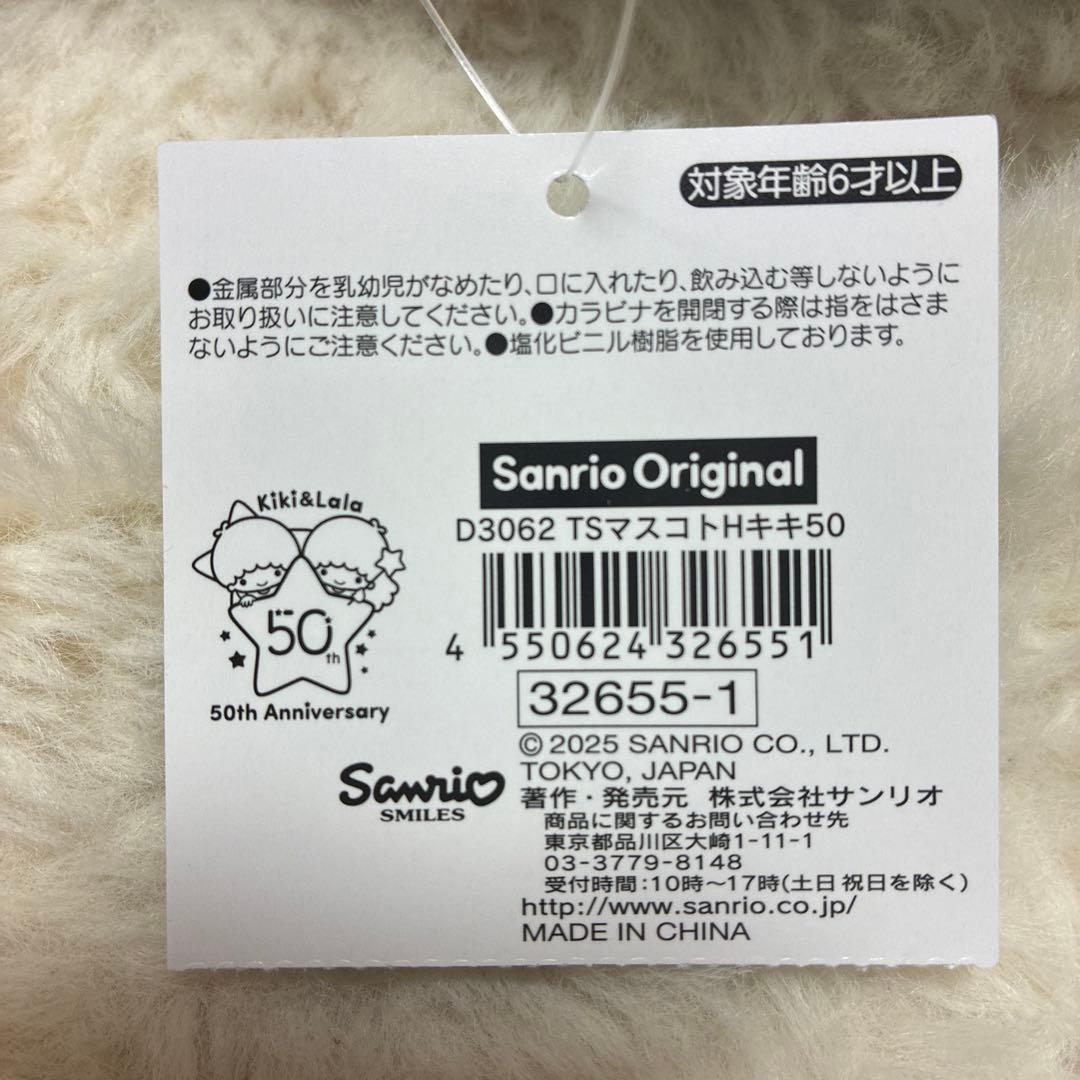 対象年齢6才以上
●金属部分を乳幼児がなめたり、口に入れたり、飲み込む等しないように
お取り扱いに注意してください。●カラビナを開閉する際は指をはさま
ないようにご注意ください。●塩化ビニル樹脂を使用しております。
Sanrio Original
D3062 TSマスコトHキキ50
4 550624 326551
32655-1
Kiki&Lala
50th
50th Anniversary
Sanrio
SMILES
© 2025 SANRIO CO., LTD.
TOKYO, JAPAN
著作・発売元 株式会社サンリオ
商品に関するお問い合わせ先
東京都品川区大崎1-11-1
03-3779-8148
受付時間:10時〜17時(土日祝日を除く)
http://www.sanrio.co.jp/
MADE IN CHINA